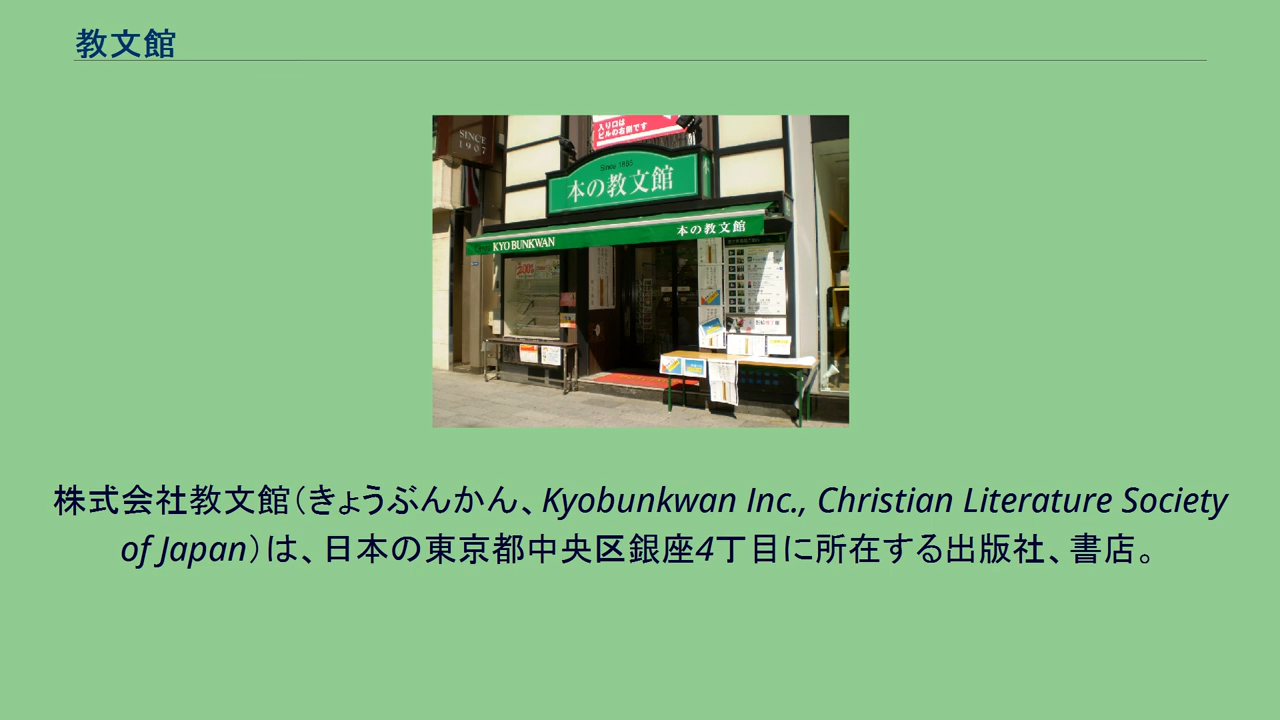 教文館
SINCE
1907
入り口は
ビルの右側です
Since 1885
本の教文館
KYO BUNKWAN
本の教文館
株式会社教文館（きょうぶんかん、Kyobunkwan Inc., Christian Literature Society
of Japan）は、日本の東京都中央区銀座4丁目に所在する出版社、書店。